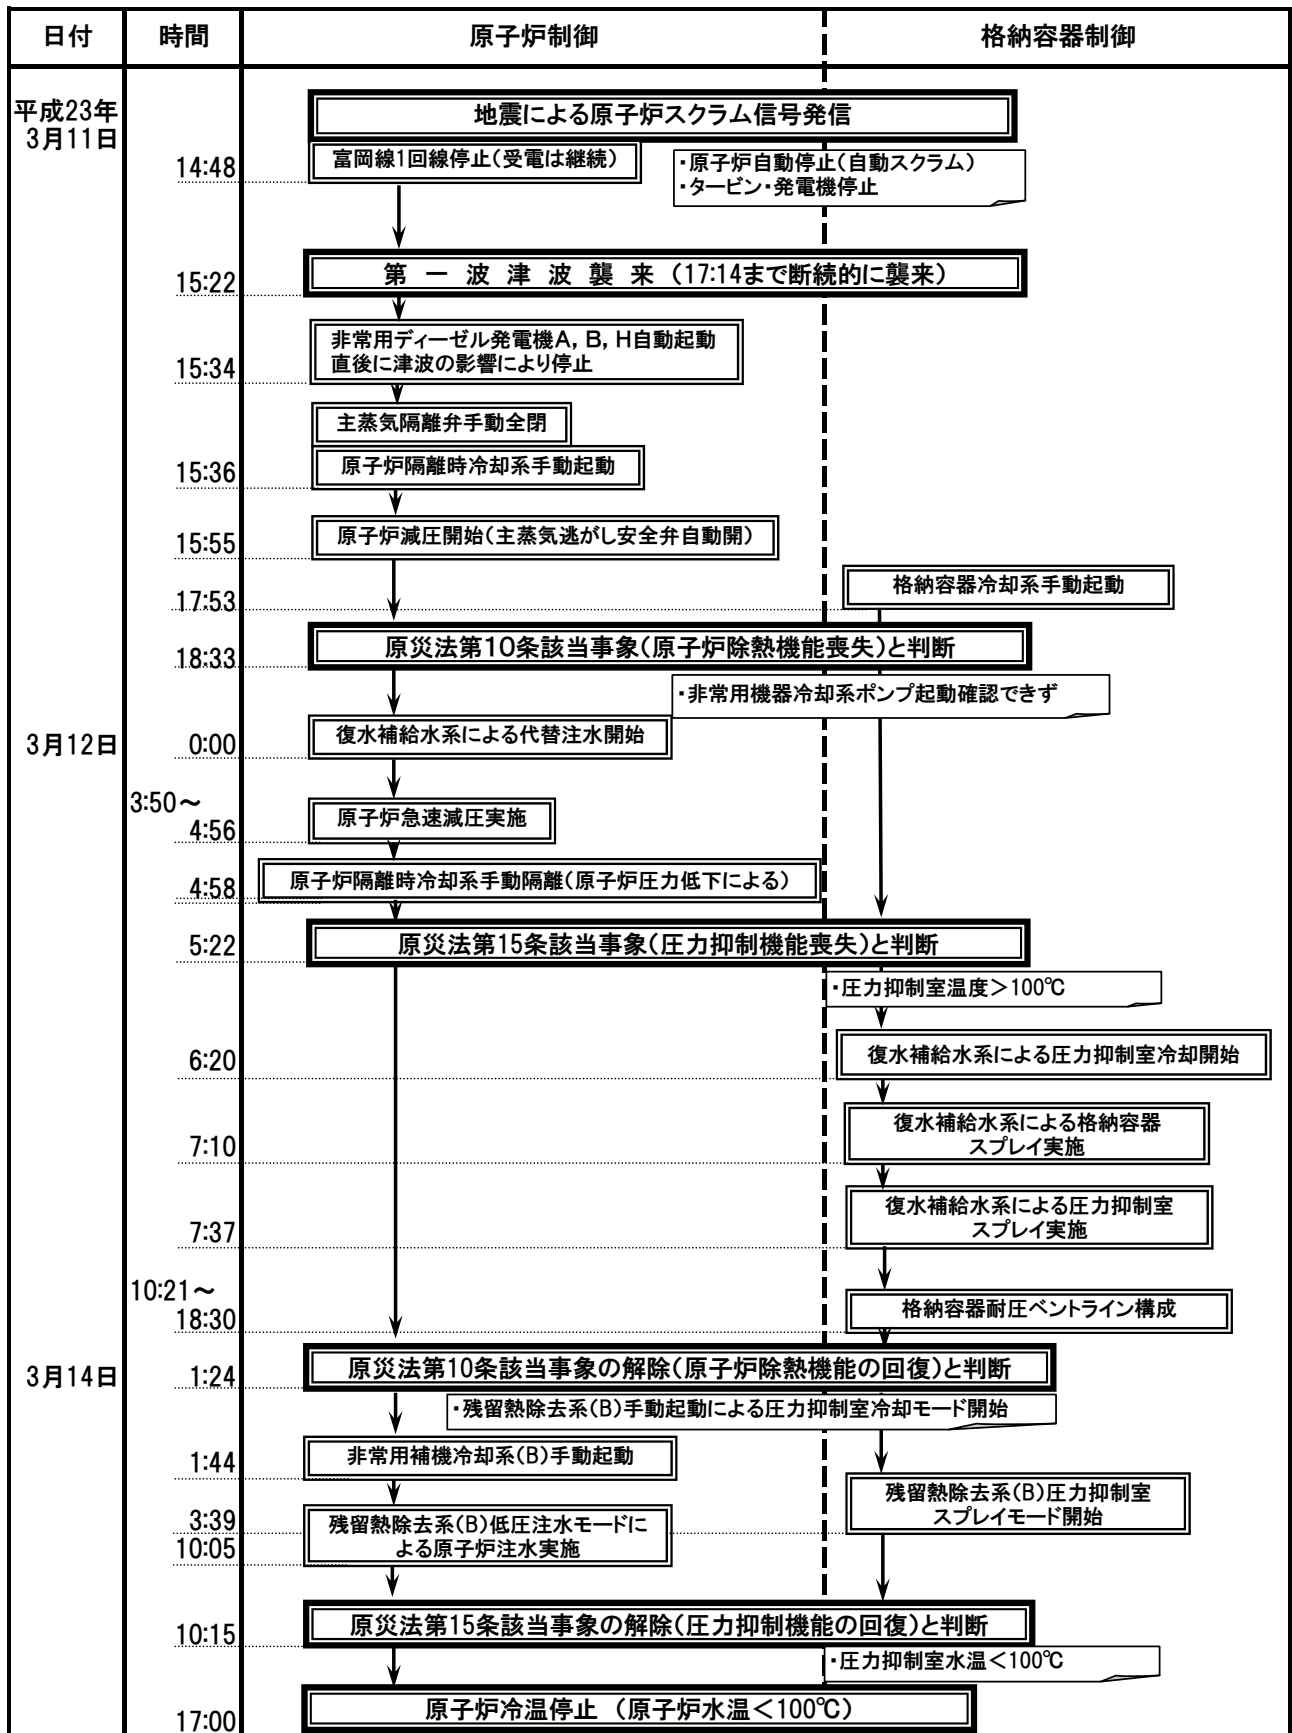 日付 時間 原子炉制御 格納容器制御
平成23年
3月11日
地震による原子炉スクラム信号発信
14:48
富岡線1回線停止(受電は継続)
・原子炉自動停止(自動スクラム)
・タービン・発電機停止
15:22
第一波津波襲来 (17:14まで断続的に襲来)
15:34
非常用ディーゼル発電機A, B, H自動起動
直後に津波の影響により停止
主蒸気隔離弁手動全閉
15:36
原子炉隔離時冷却系手動起動
15:55
原子炉減圧開始(主蒸気逃がし安全弁自動開)
17:53
格納容器冷却系手動起動
18:33
原災法第10条該当事象(原子炉除熱機能喪失)と判断
・非常用機器冷却系ポンプ起動確認できず
3月12日
0:00
復水補給水系による代替注水開始
3:50～
4:56
原子炉急速減圧実施
4:58
原子炉隔離時冷却系手動隔離(原子炉圧力低下による)
5:22
原災法第15条該当事象(圧力抑制機能喪失)と判断
・圧力抑制室温度＞100℃
6:20
復水補給水系による圧力抑制室冷却開始
7:10
復水補給水系による格納容器
スプレイ実施
7:37
復水補給水系による圧力抑制室
スプレイ実施
10:21～
18:30
格納容器耐圧ベントライン構成
3月14日
1:24
原災法第10条該当事象の解除(原子炉除熱機能の回復)と判断
・残留熱除去系(B)手動起動による圧力抑制室冷却モード開始
1:44
非常用補機冷却系(B)手動起動
3:39
残留熱除去系(B)圧力抑制室
スプレイモード開始
10:05
残留熱除去系(B)低圧注水モードに
よる原子炉注水実施
10:15
原災法第15条該当事象の解除(圧力抑制機能の回復)と判断
・圧力抑制室水温＜100℃
17:00
原子炉冷温停止 (原子炉水温＜100℃)